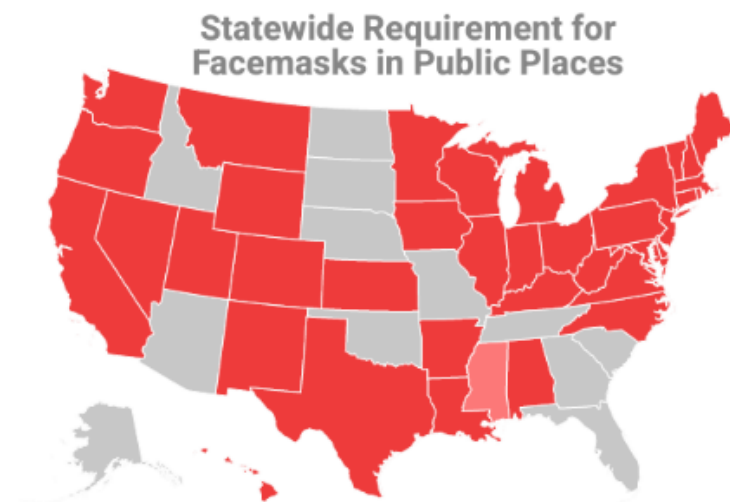 Statewide Requirement for
Facemasks in Public Places